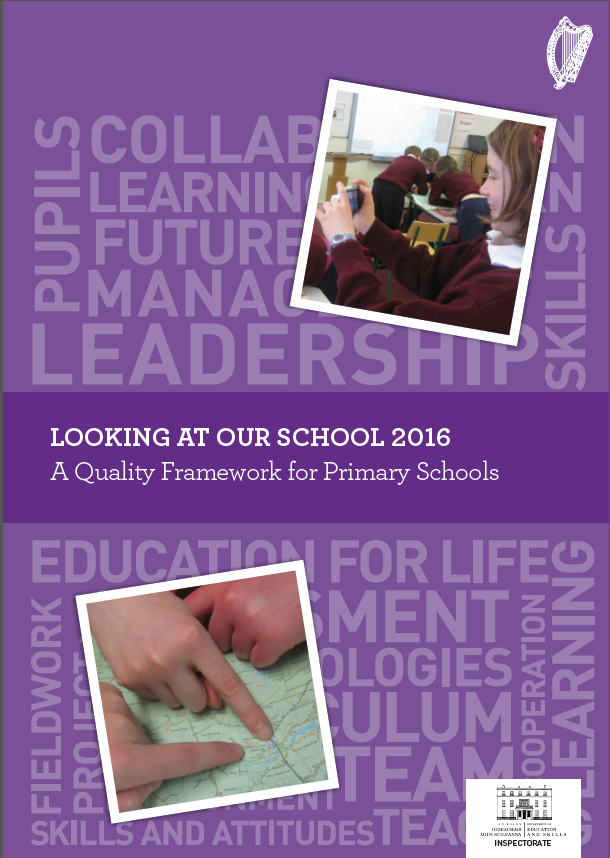 PUPILS
COLLAB
N
LEARNING
N
FUTURE
MANAG
SKILLS
LEADERSHIP
LOOKING AT OUR SCHOOL 2016
A Quality Framework for Primary Schools
EDUCATION FOR LIFE
G
SMENT
OLOGIES
CULUM
TEAM
FIELDWORK
PROJECT
OOPERATION
LEARNING
NMENT
SKILLS AND ATTITUDES
TEAC
G
AN ROINN
OIDEACHAIS
AGUS SCILEANNA
DEPARTMENT OF
EDUCATION
AND SKILLS
INSPECTORATE